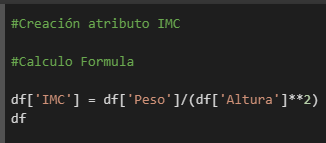 #Creación atributo IMC
#Calculo Formula
df['IMC'] = df['Peso']/(df['Altura']**2)
df